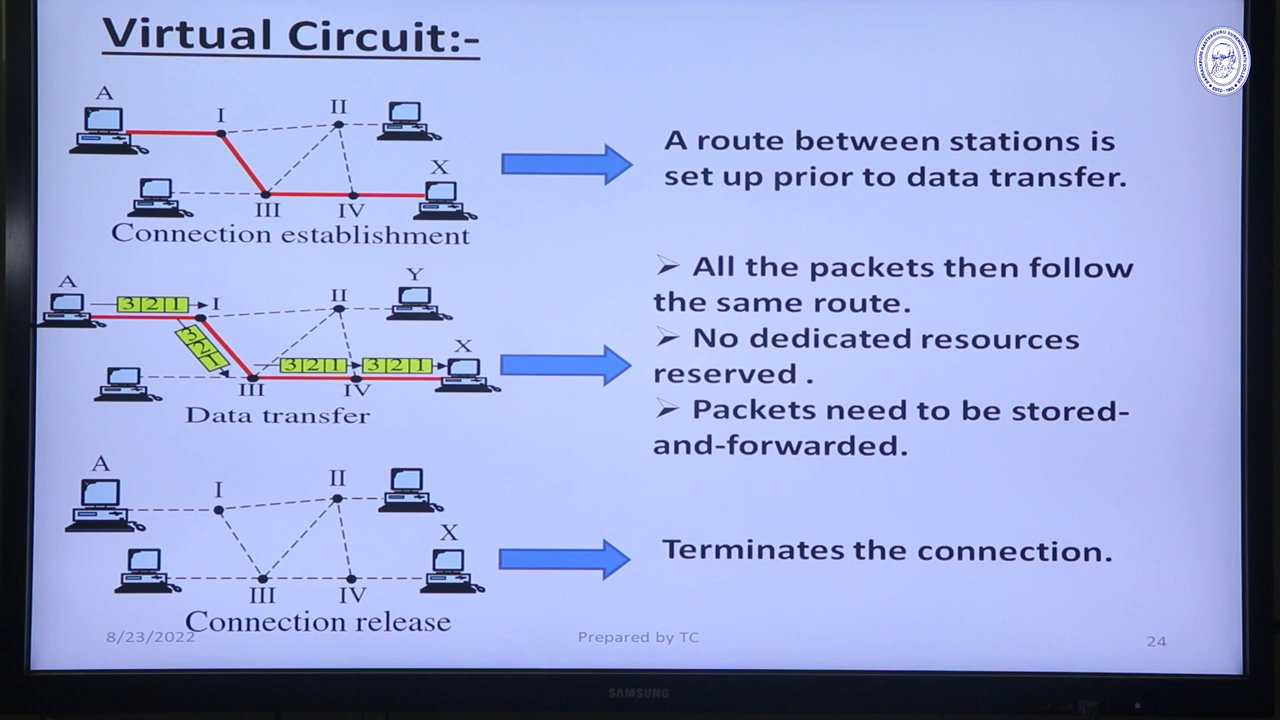 Virtual Circuit:-
A
I
II
X
III
IV
Connection establishment
A route between stations is
set up prior to data transfer.
A
3 2 1
I
II
Y
3 2 1
3 2 1
3 2 1
X
III
IV
Data transfer
➢ All the packets then follow
the same route.
➢ No dedicated resources
reserved .
➢ Packets need to be stored-
and-forwarded.
A
I
II
X
III
IV
Connection release
Terminates the connection.
8/23/2022
Prepared by TC
24
SAMSUNG